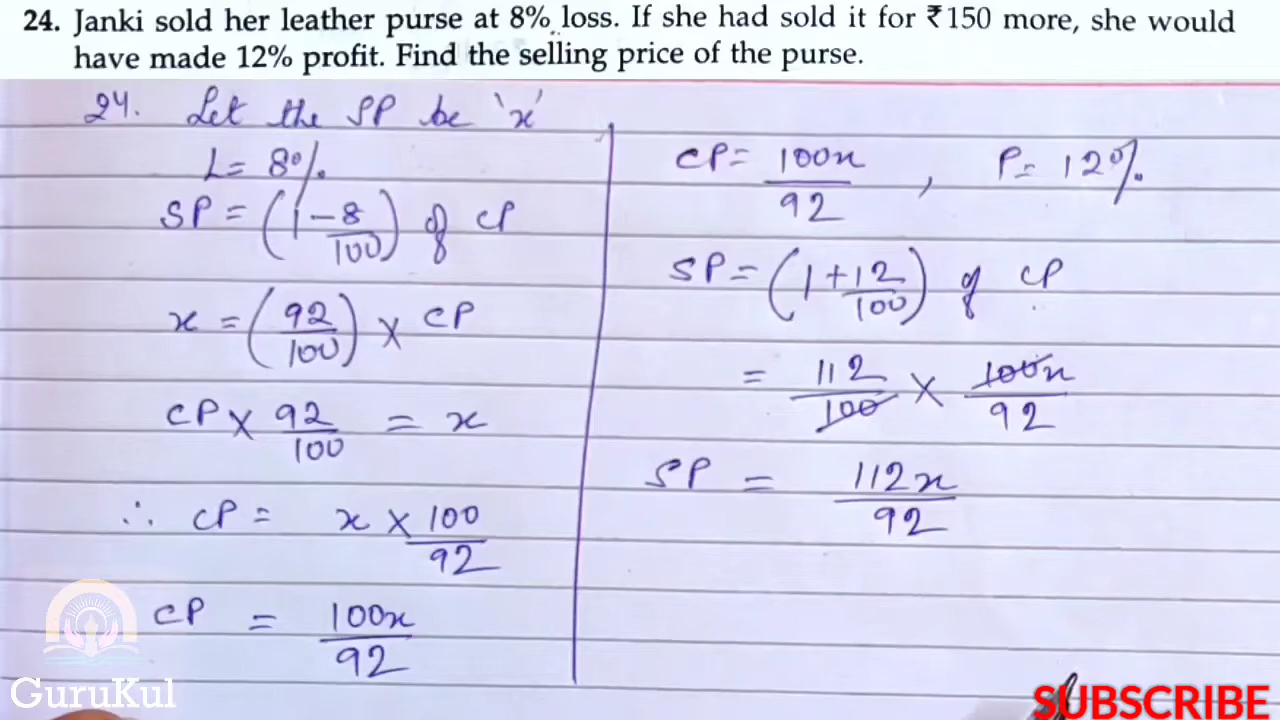 24. Janki sold her leather purse at 8% loss. If she had sold it for ₹150 more, she would
have made 12% profit. Find the selling price of the purse.
24. Let the SP be 'x'
L = 8%.
SP = (1 - 8/100) of CP
x = (92/100) × CP
CP × 92/100 = x
∴ CP = x × 100/92
CP = 100x/92
CP = 100x/92 , P = 12%.
SP = (1 + 12/100) of CP
= 112/100 × 100x/92
SP = 112x/92
GuruKul
SUBSCRIBE